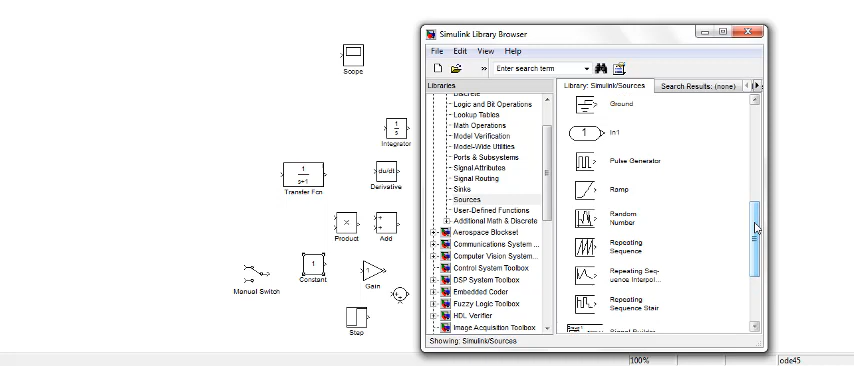 Scope
1
s
Integrator
1
s+1
Transfer Fcn
du/dt
Derivative
×
Product
+
+
Add
Manual Switch
1
Constant
1
Gain
Step
Simulink Library Browser
File Edit View Help
» Enter search term
Libraries
Library: Simulink/Sources
Search Results: (none)
Discrete
Logic and Bit Operations
Lookup Tables
Math Operations
Model Verification
Model-Wide Utilities
Ports & Subsystems
Signal Attributes
Signal Routing
Sinks
Sources
User-Defined Functions
Additional Math & Discrete
Aerospace Blockset
Communications System ...
Computer Vision System...
Control System Toolbox
DSP System Toolbox
Embedded Coder
Fuzzy Logic Toolbox
HDL Verifier
Image Acquisition Toolbox
Ground
1
In1
Pulse Generator
Ramp
Random
Number
Repeating
Sequence
Repeating Seq-
uence Interpol...
Repeating
Sequence Stair
Signal Builder
Showing: Simulink/Sources
100%
ode45